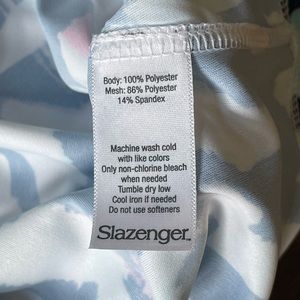 Body: 100% Polyester
Mesh: 86% Polyester
14% Spandex
Machine wash cold
with like colors
Only non-chlorine bleach
when needed
Tumble dry low
Cool iron if needed
Do not use softeners
Slazenger